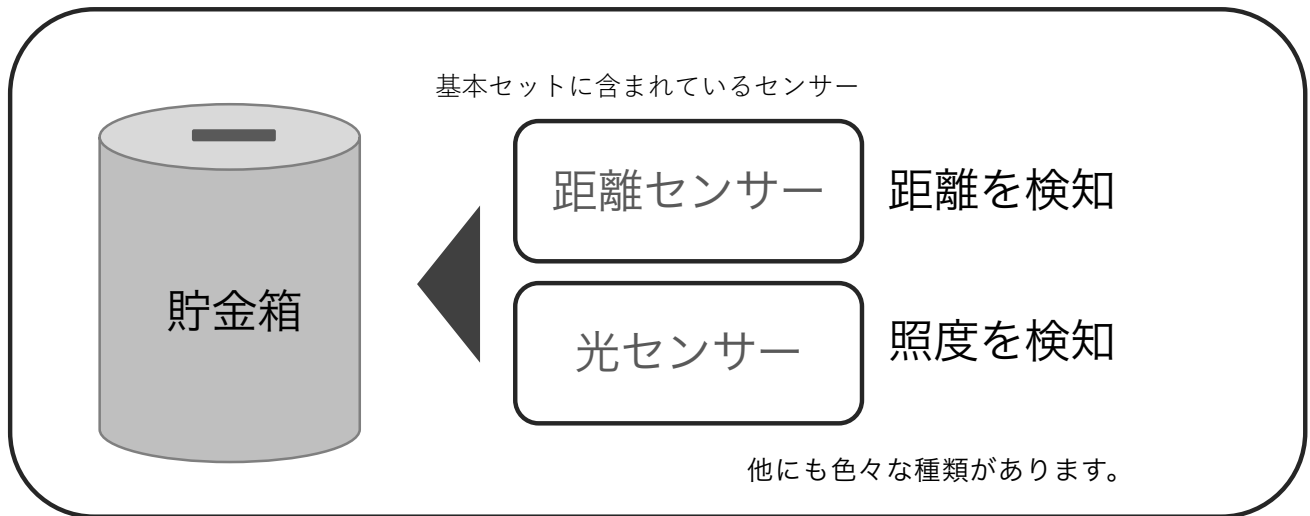 基本セットに含まれているセンサー
距離センサー
距離を検知
貯金箱
光センサー
照度を検知
他にも色々な種類があります。